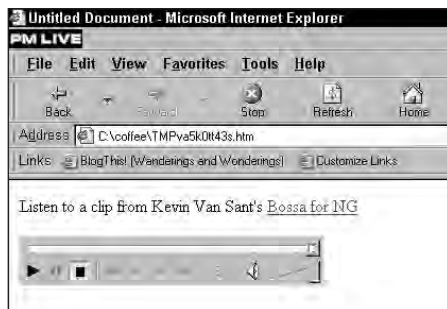 Untitled Document - Microsoft Internet Explorer
PM LIVE
File Edit View Favorites Tools Help
Back Forward Stop Refresh Home
Address C:\coffee\TMPva5k0tt43s.htm
Links BlogThis! (Wanderings and Wonderings) Customize Links
Listen to a clip from Kevin Van Sant's Bossa for NG